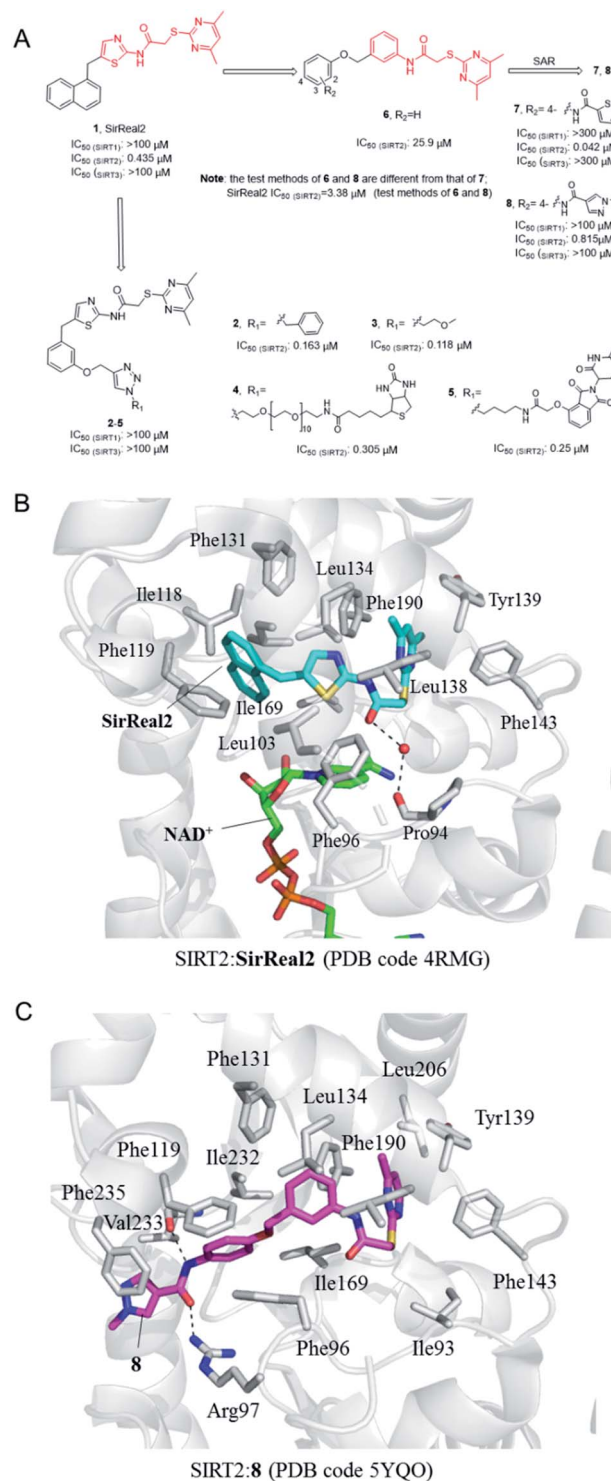 A
1, SirReal2
IC50 (SIRT1): >100 μM
IC50 (SIRT2): 0.435 μM
IC50 (SIRT3): >100 μM
6, R2=H
IC50 (SIRT2): 25.9 μM
Note: the test methods of 6 and 8 are different from that of 7;
SirReal2 IC50 (SIRT2)=3.38 μM (test methods of 6 and 8)
SAR
7, 8
7, R2= 4-
IC50 (SIRT1): >300 μM
IC50 (SIRT2): 0.042 μM
IC50 (SIRT3): >300 μM
8, R2= 4-
IC50 (SIRT1): >100 μM
IC50 (SIRT2): 0.815μM
IC50 (SIRT3): >100 μM
2-5
IC50 (SIRT1): >100 μM
IC50 (SIRT3): >100 μM
2, R1=
IC50 (SIRT2): 0.163 μM
3, R1=
IC50 (SIRT2): 0.118 μM
4, R1=
IC50 (SIRT2): 0.305 μM
5, R1=
IC50 (SIRT2): 0.25 μM
B
Phe131
Leu134
Ile118
Phe190
Tyr139
Phe119
SirReal2
Ile169
Leu138
Phe143
Leu103
NAD+
Phe96
Pro94
SIRT2:SirReal2 (PDB code 4RMG)
C
Phe131
Leu206
Leu134
Tyr139
Phe119
Ile232
Phe190
Phe235
Val233
Ile169
Phe143
8
Phe96
Ile93
Arg97
SIRT2:8 (PDB code 5YQO)